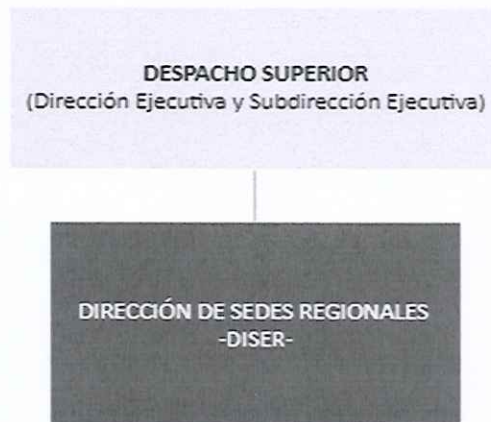 DESPACHO SUPERIOR
(Dirección Ejecutiva y Subdirección Ejecutiva)
DIRECCIÓN DE SEDES REGIONALES
-DISER-